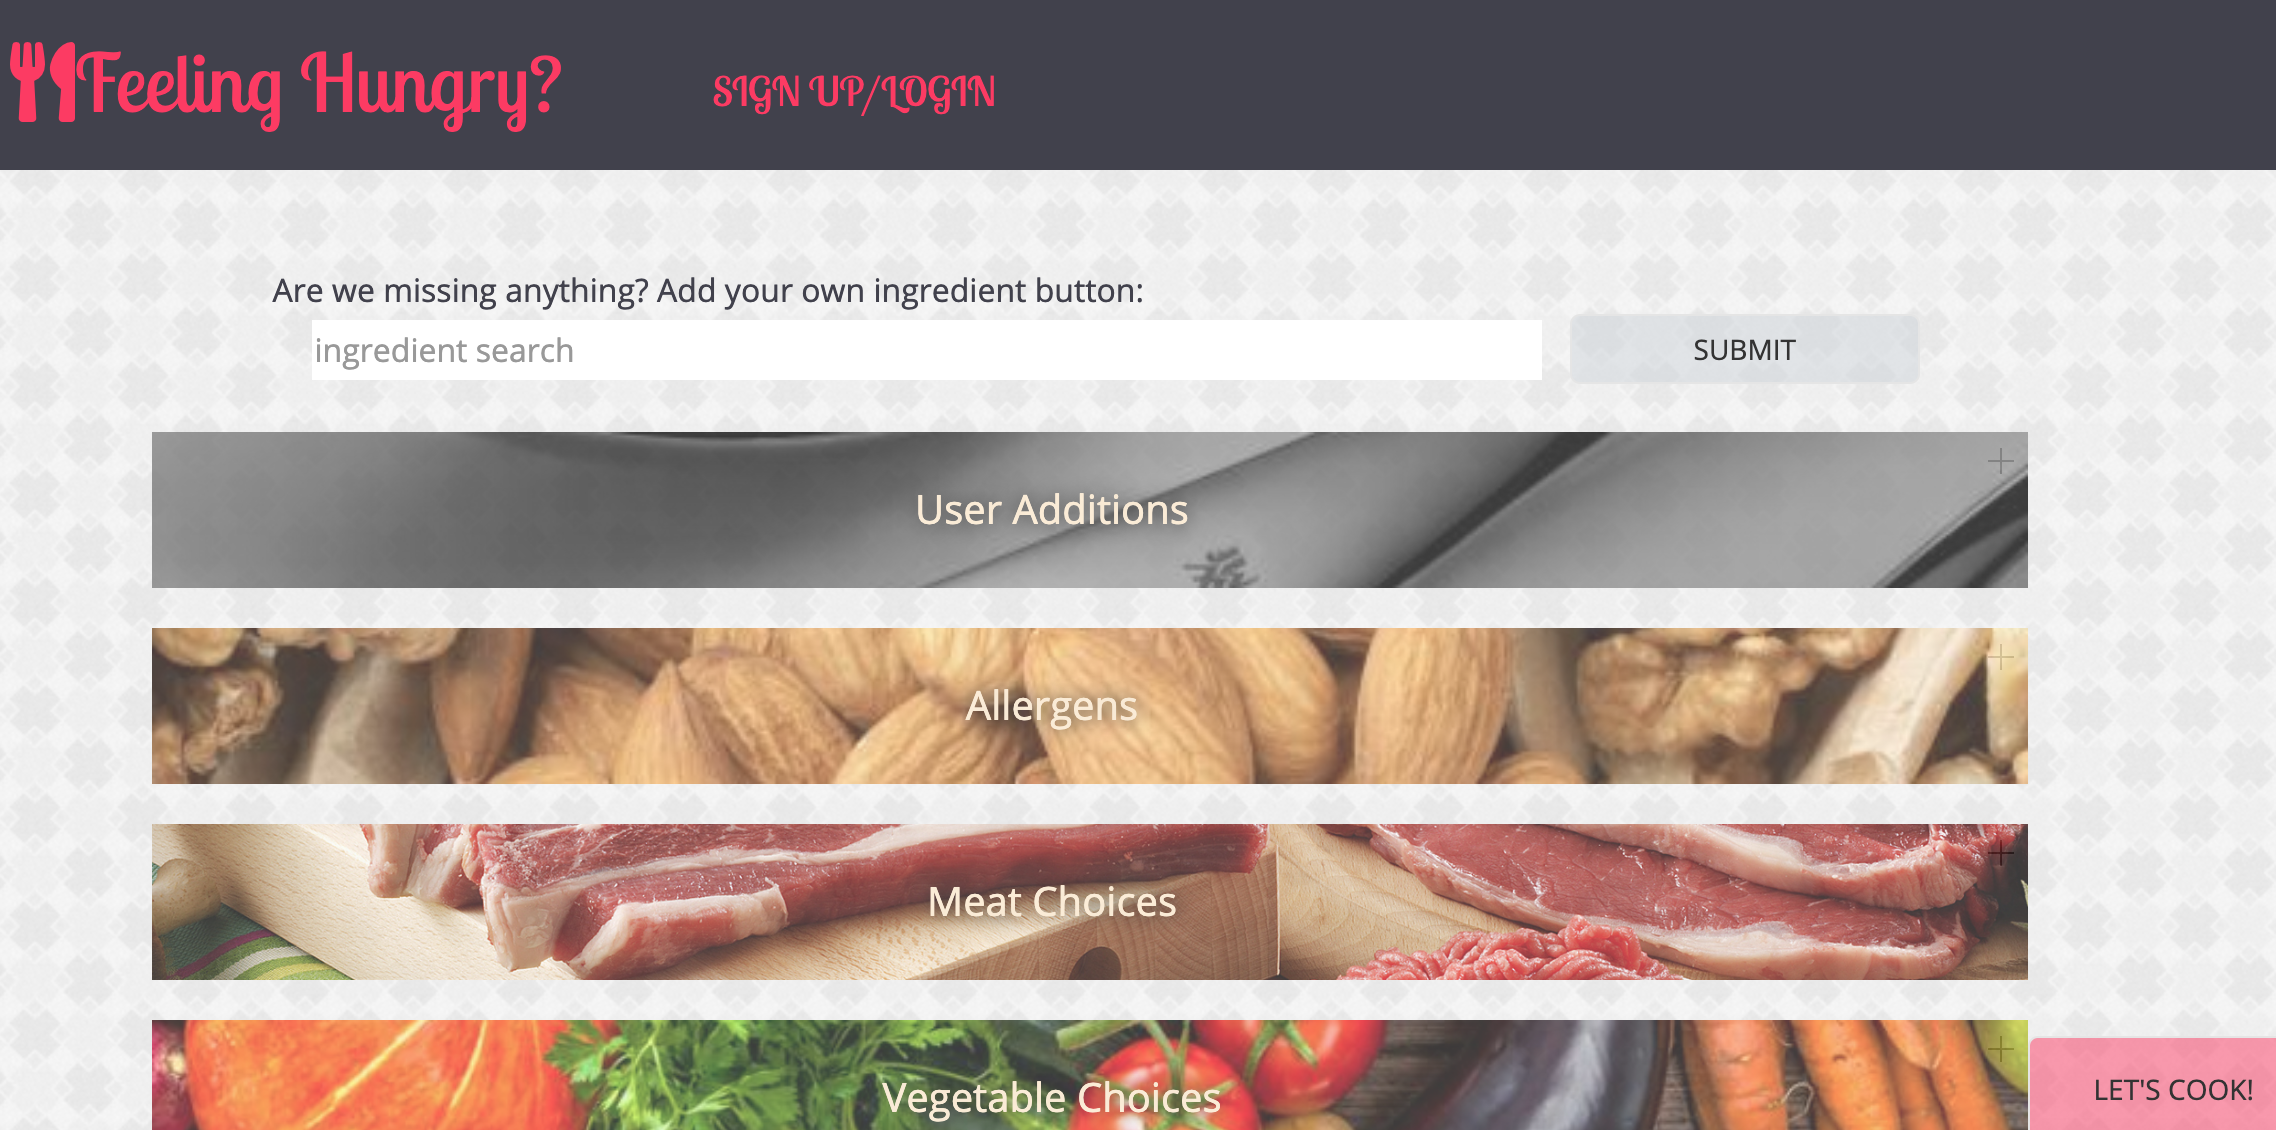 Feeling Hungry?
SIGN UP/LOGIN
Are we missing anything? Add your own ingredient button:
ingredient search
SUBMIT
User Additions
Allergens
Meat Choices
Vegetable Choices
LET'S COOK!